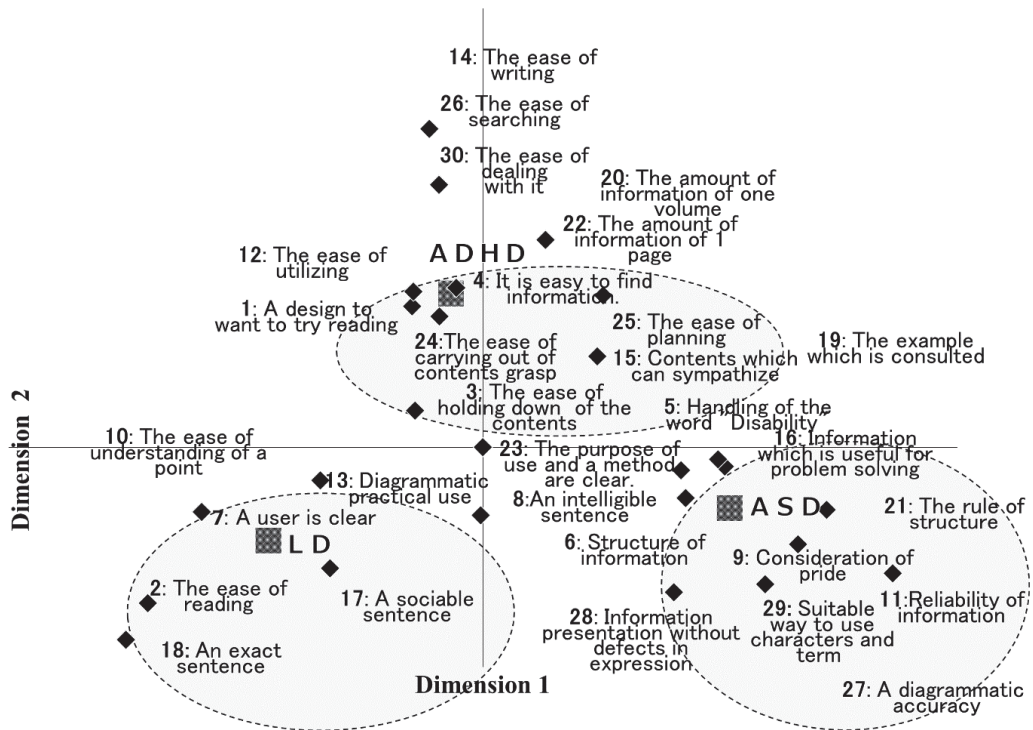 14: The ease of
writing
26: The ease of
searching
30: The ease of
dealing
with it
20: The amount of
information of one
volume
22: The amount of
information of 1
page
ADHD
12: The ease of
utilizing
4: It is easy to find
information.
1: A design to
want to try reading
25: The ease of
planning
24:The ease of
carrying out of
contents grasp
15: Contents which
can sympathize
19: The example
which is consulted
3: The ease of
holding down of the
contents
5: Handling of the
word "Disability"
Dimension 2
10: The ease of
understanding of a
point
23: The purpose of
use and a method
are clear.
16: Information
which is useful for
problem solving
13: Diagrammatic
practical use
8:An intelligible
sentence
7: A user is clear
ASD
21: The rule of
structure
LD
6: Structure of
information
9: Consideration of
pride
2: The ease of
reading
17: A sociable
sentence
11:Reliability of
information
28: Information
presentation without
defects in
expression
29: Suitable
way to use
characters and
term
18: An exact
sentence
Dimension 1
27: A diagrammatic
accuracy